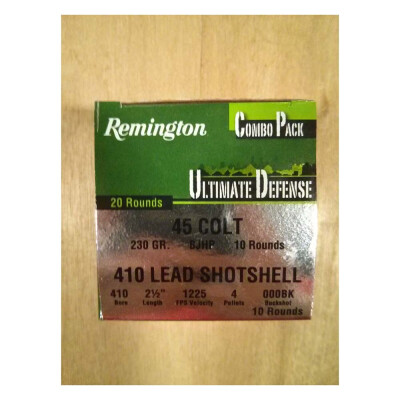 Remington
COMBO PACK
ULTIMATE DEFENSE
20 Rounds
45 COLT
230 GR. BJHP 10 Rounds
410 LEAD SHOTSHELL
410 2½" 1225 4 000BK
Bore Length FPS Velocity Pellets Buckshot
10 Rounds